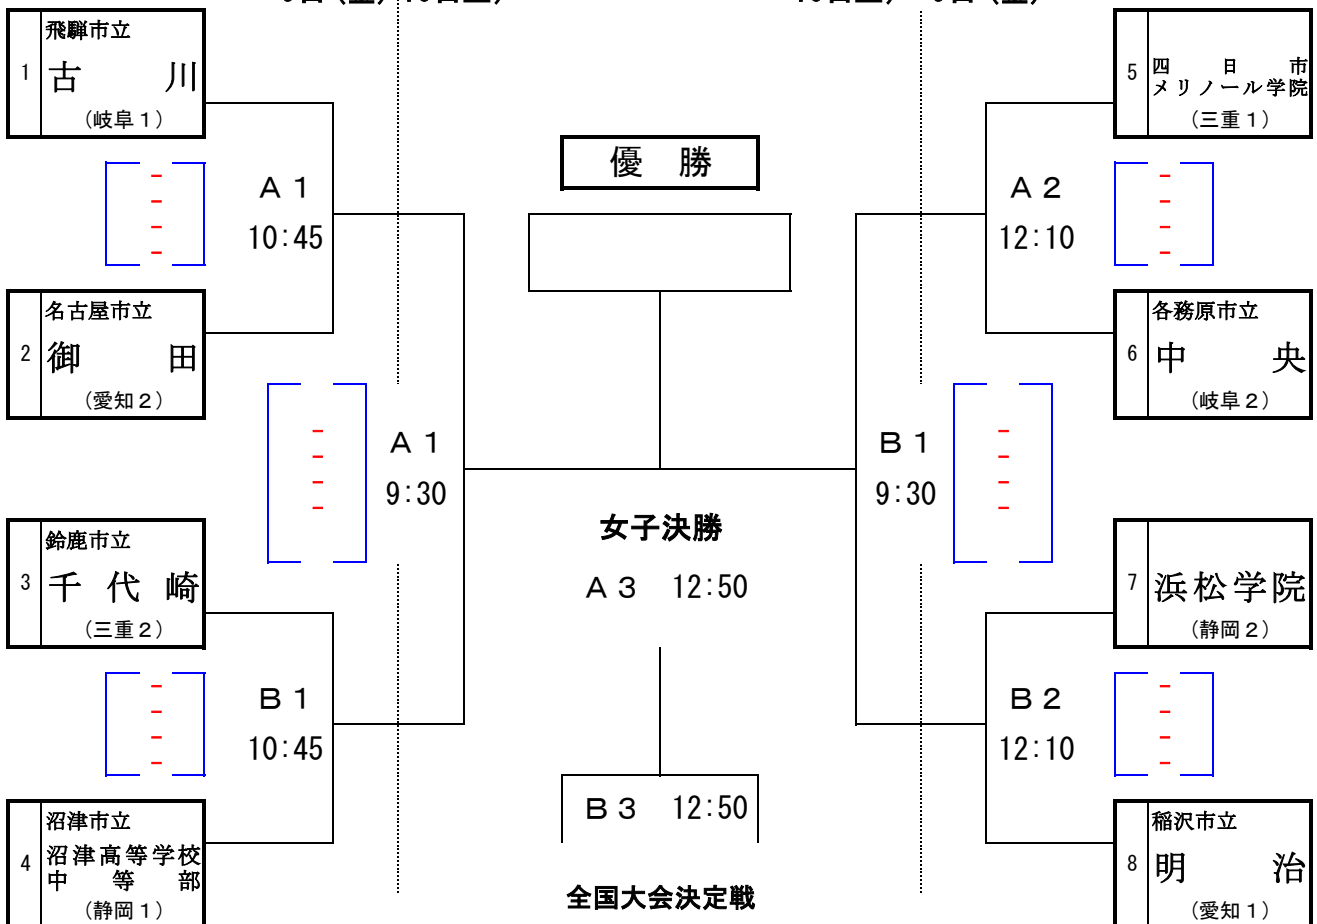 1
飛騨市立
古川
(岐阜1)
A1
10:45
2
名古屋市立
御田
(愛知2)
A1
9:30
3
鈴鹿市立
千代崎
(三重2)
B1
10:45
4
沼津市立
沼津高等学校
中等部
(静岡1)
優 勝
女子決勝
A3 12:50
B3 12:50
全国大会決定戦
5
四日市
メリノール学院
(三重1)
A2
12:10
6
各務原市立
中央
(岐阜2)
B1
9:30
7
浜松学院
(静岡2)
B2
12:10
8
稲沢市立
明治
(愛知1)